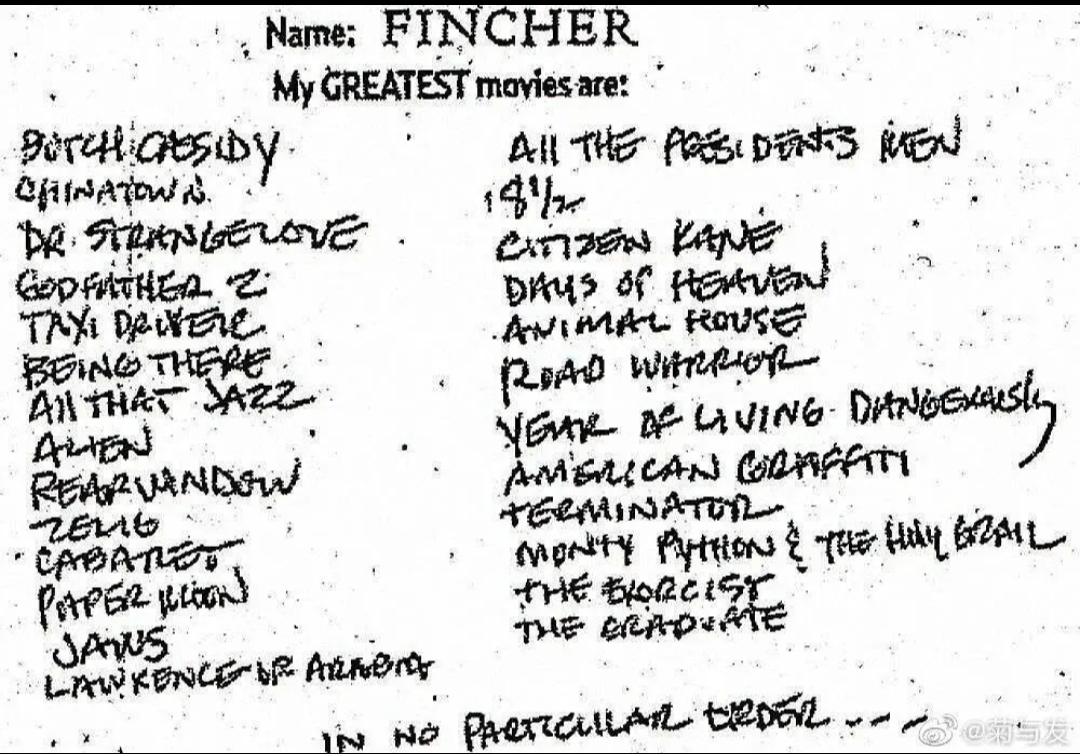 Name: FINCHER
My GREATEST movies are:
BUTCH CASSIDY
CHINATOWN
DR. STRANGELOVE
GODFATHER 2
TAXI DRIVER
BEING THERE
All THAT JAZZ
ALIEN
REAR WINDOW
ZELIG
CABARET
PAPER MOON
JAWS
LAWRENCE OF ARABIA
All THE PRESIDENTS MEN
8 1/2
CITIZEN KANE
DAYS OF HEAVEN
ANIMAL HOUSE
ROAD WARRIOR
YEAR OF LIVING DANGEROUSLY
AMERICAN GRAFFITI
TERMINATOR
MONTY PYTHON & THE HOLY GRAIL
THE EXORCIST
THE GRADUATE
IN NO PARTICULAR ORDER - - -
@菊与发